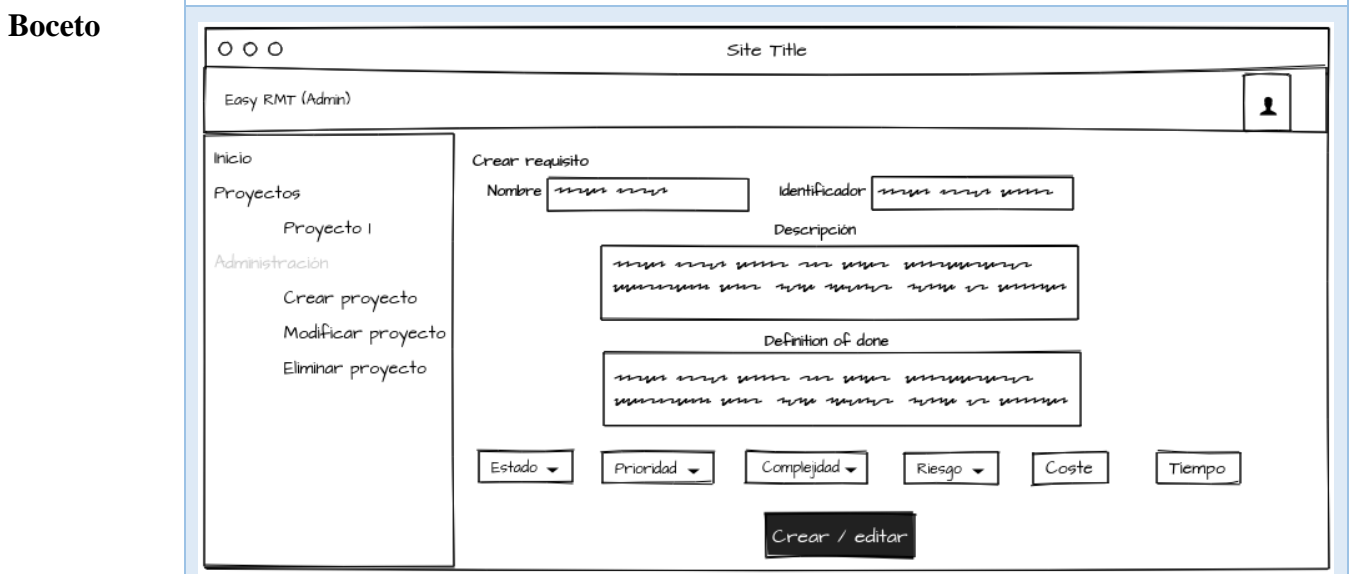 Boceto
Site Title
Easy RMT (Admin)
Inicio
Proyectos
Proyecto 1
Administración
Crear proyecto
Modificar proyecto
Eliminar proyecto
Crear requisito
Nombre Identificador
Descripción
Definition of done
Estado Prioridad Complejidad Riesgo Coste Tiempo
Crear / editar